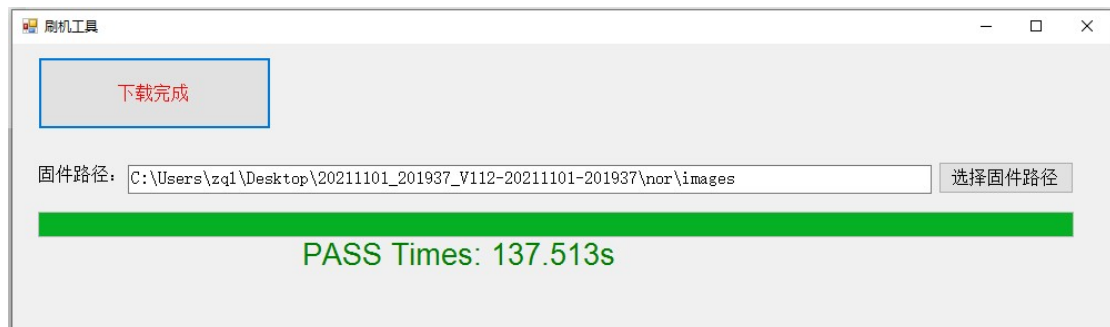 刷机工具
下载完成
固件路径： C:\Users\zq1\Desktop\20211101_201937_V112-20211101-201937\nor\images 选择固件路径
PASS Times: 137.513s